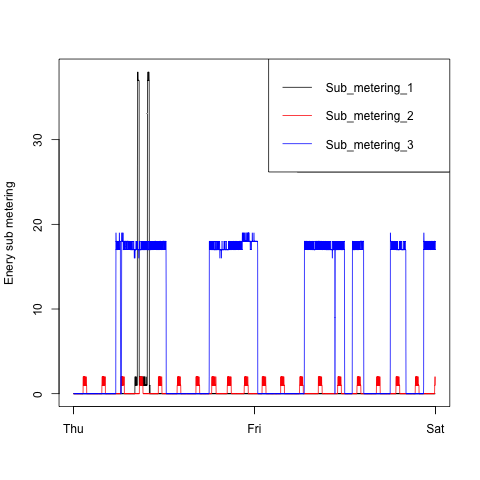 Sub_metering_1
Sub_metering_2
Sub_metering_3
Enery sub metering
30
20
10
0
Thu Fri Sat